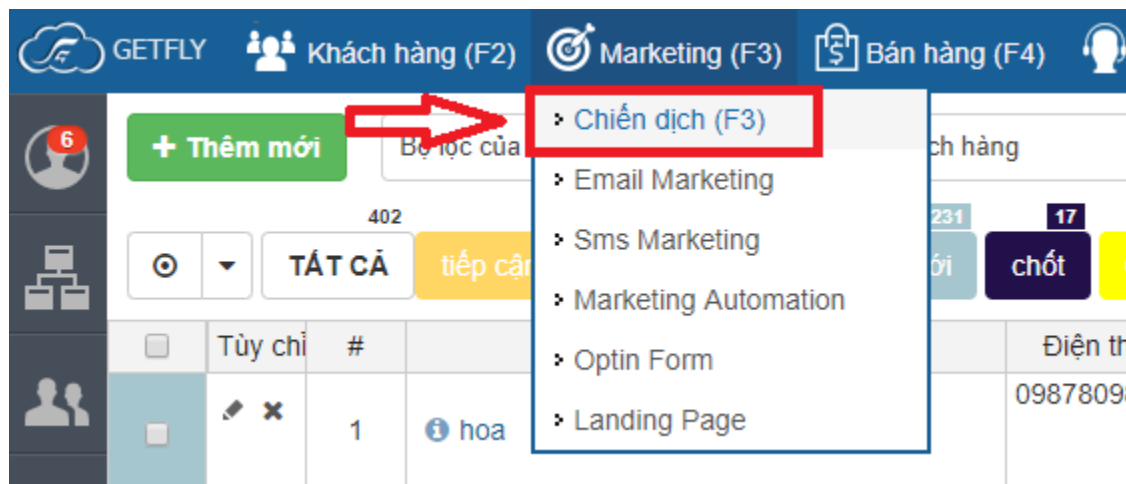 GETFLY Khách hàng (F2) Marketing (F3) Bán hàng (F4)
6
+ Thêm mới
Bộ lọc của
ch hàng
Chiến dịch (F3)
Email Marketing
Sms Marketing
Marketing Automation
Optin Form
Landing Page
402
231
17
TẤT CẢ
tiếp cận
ới
chốt
Tùy chỉ
#
Điện th
1
hoa
0987809